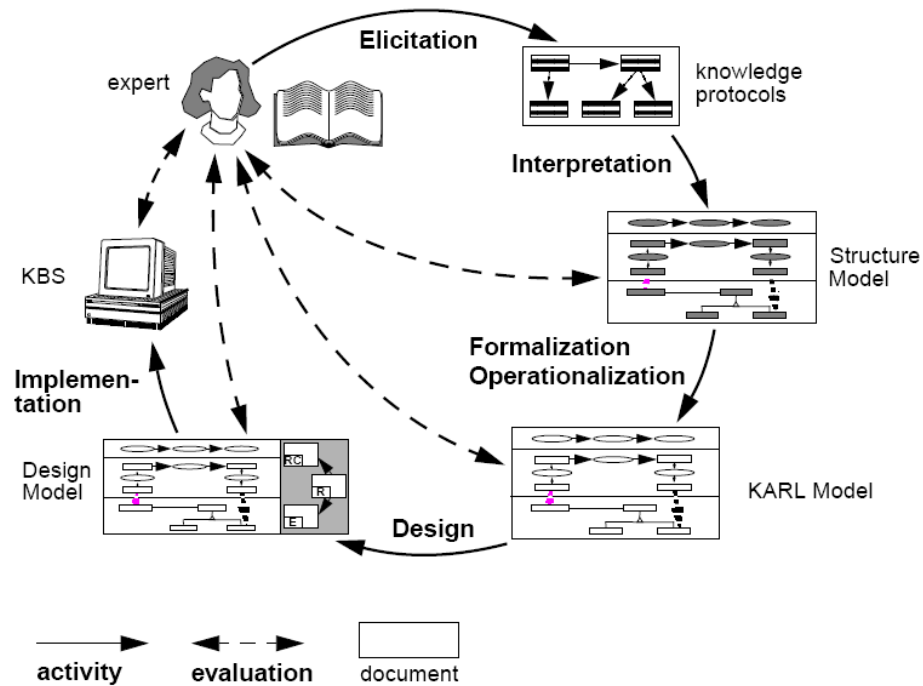 Elicitation
expert
knowledge
protocols
Interpretation
Structure
Model
KBS
Formalization
Operationalization
Implemen-
tation
Design
Model
RC
R
E
KARL Model
Design
activity
evaluation
document